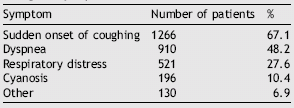 Symptom Number of patients %
Sudden onset of coughing 1266 67.1
Dyspnea 910 48.2
Respiratory distress 521 27.6
Cyanosis 196 10.4
Other 130 6.9